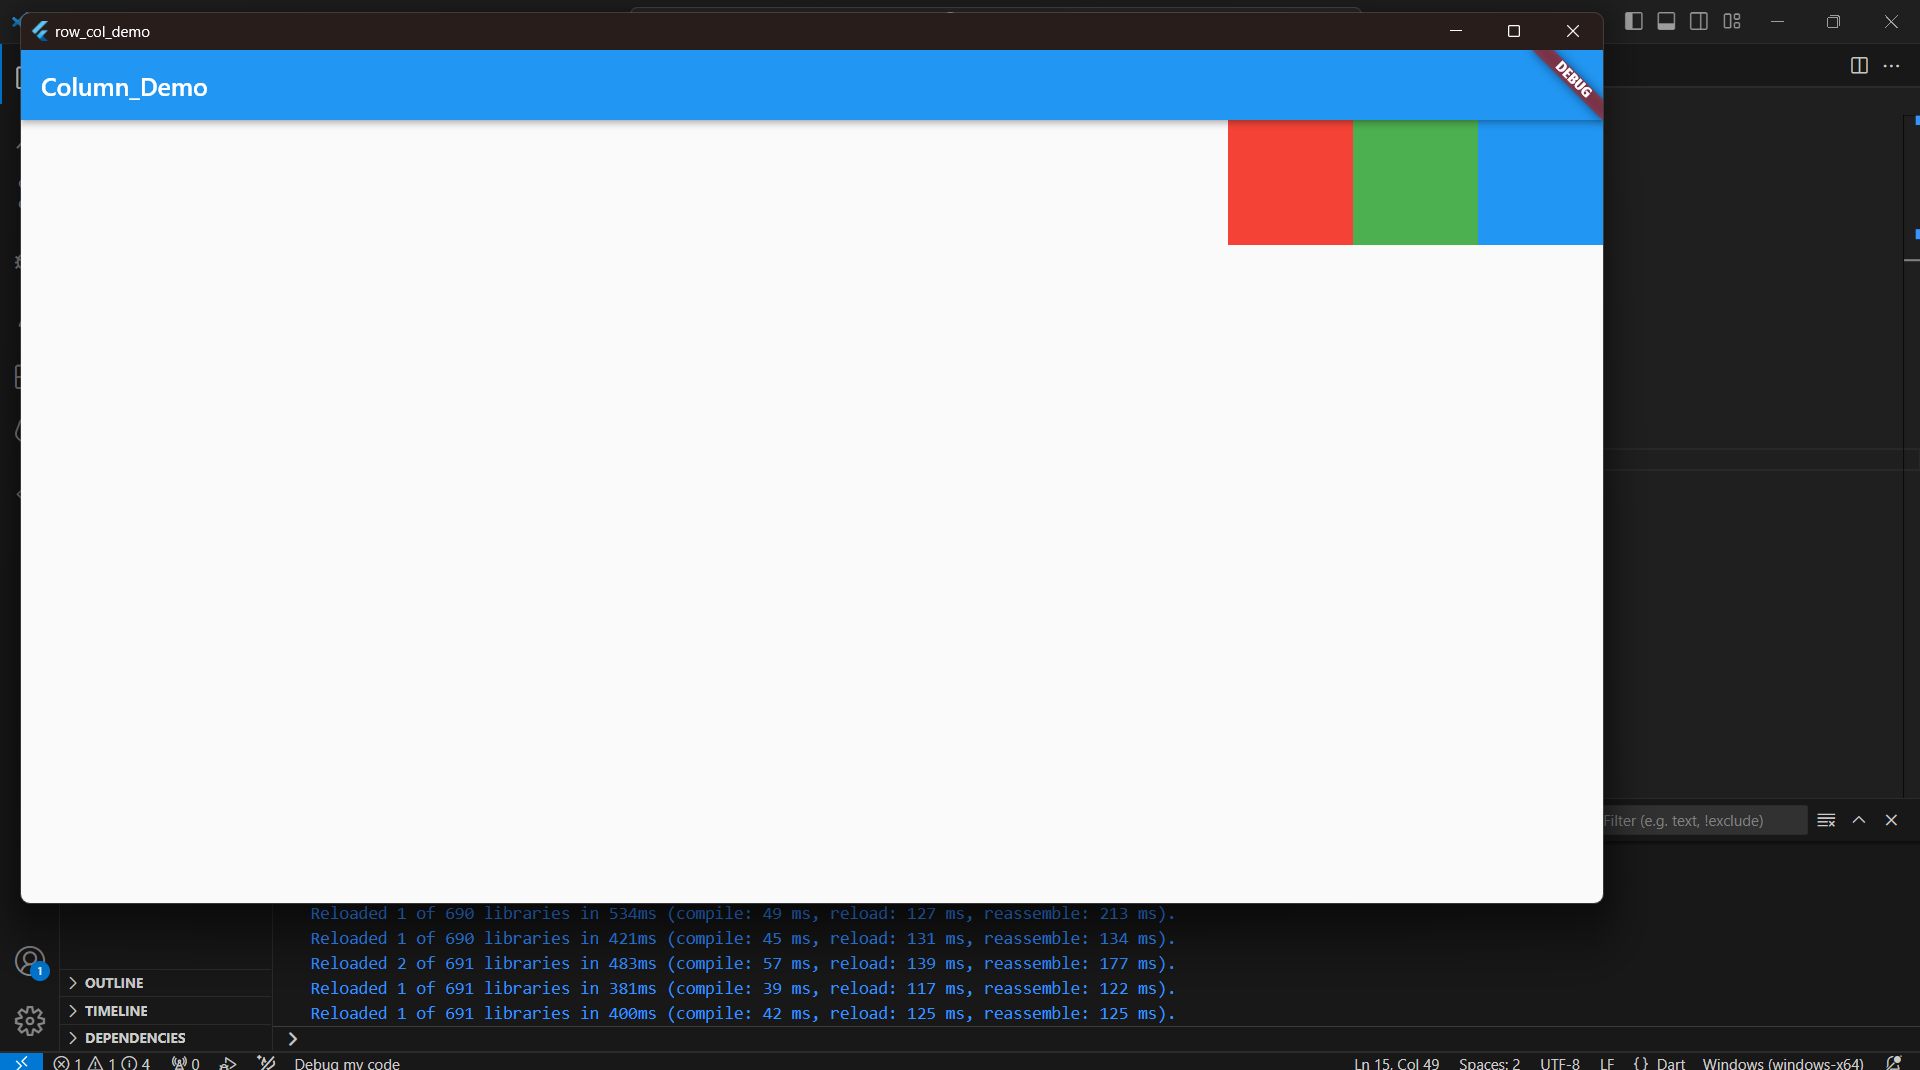 row_col_demo
Column_Demo
DEBUG
Filter (e.g. text, !exclude)
Reloaded 1 of 690 libraries in 534ms (compile: 49 ms, reload: 127 ms, reassemble: 213 ms).
Reloaded 1 of 690 libraries in 421ms (compile: 45 ms, reload: 131 ms, reassemble: 134 ms).
Reloaded 2 of 691 libraries in 483ms (compile: 57 ms, reload: 139 ms, reassemble: 177 ms).
Reloaded 1 of 691 libraries in 381ms (compile: 39 ms, reload: 117 ms, reassemble: 122 ms).
Reloaded 1 of 691 libraries in 400ms (compile: 42 ms, reload: 125 ms, reassemble: 125 ms).
1
OUTLINE
TIMELINE
DEPENDENCIES
1 1 4 0 Debug my code Ln 15, Col 49 Spaces: 2 UTF-8 LF {} Dart Windows (windows-x64)